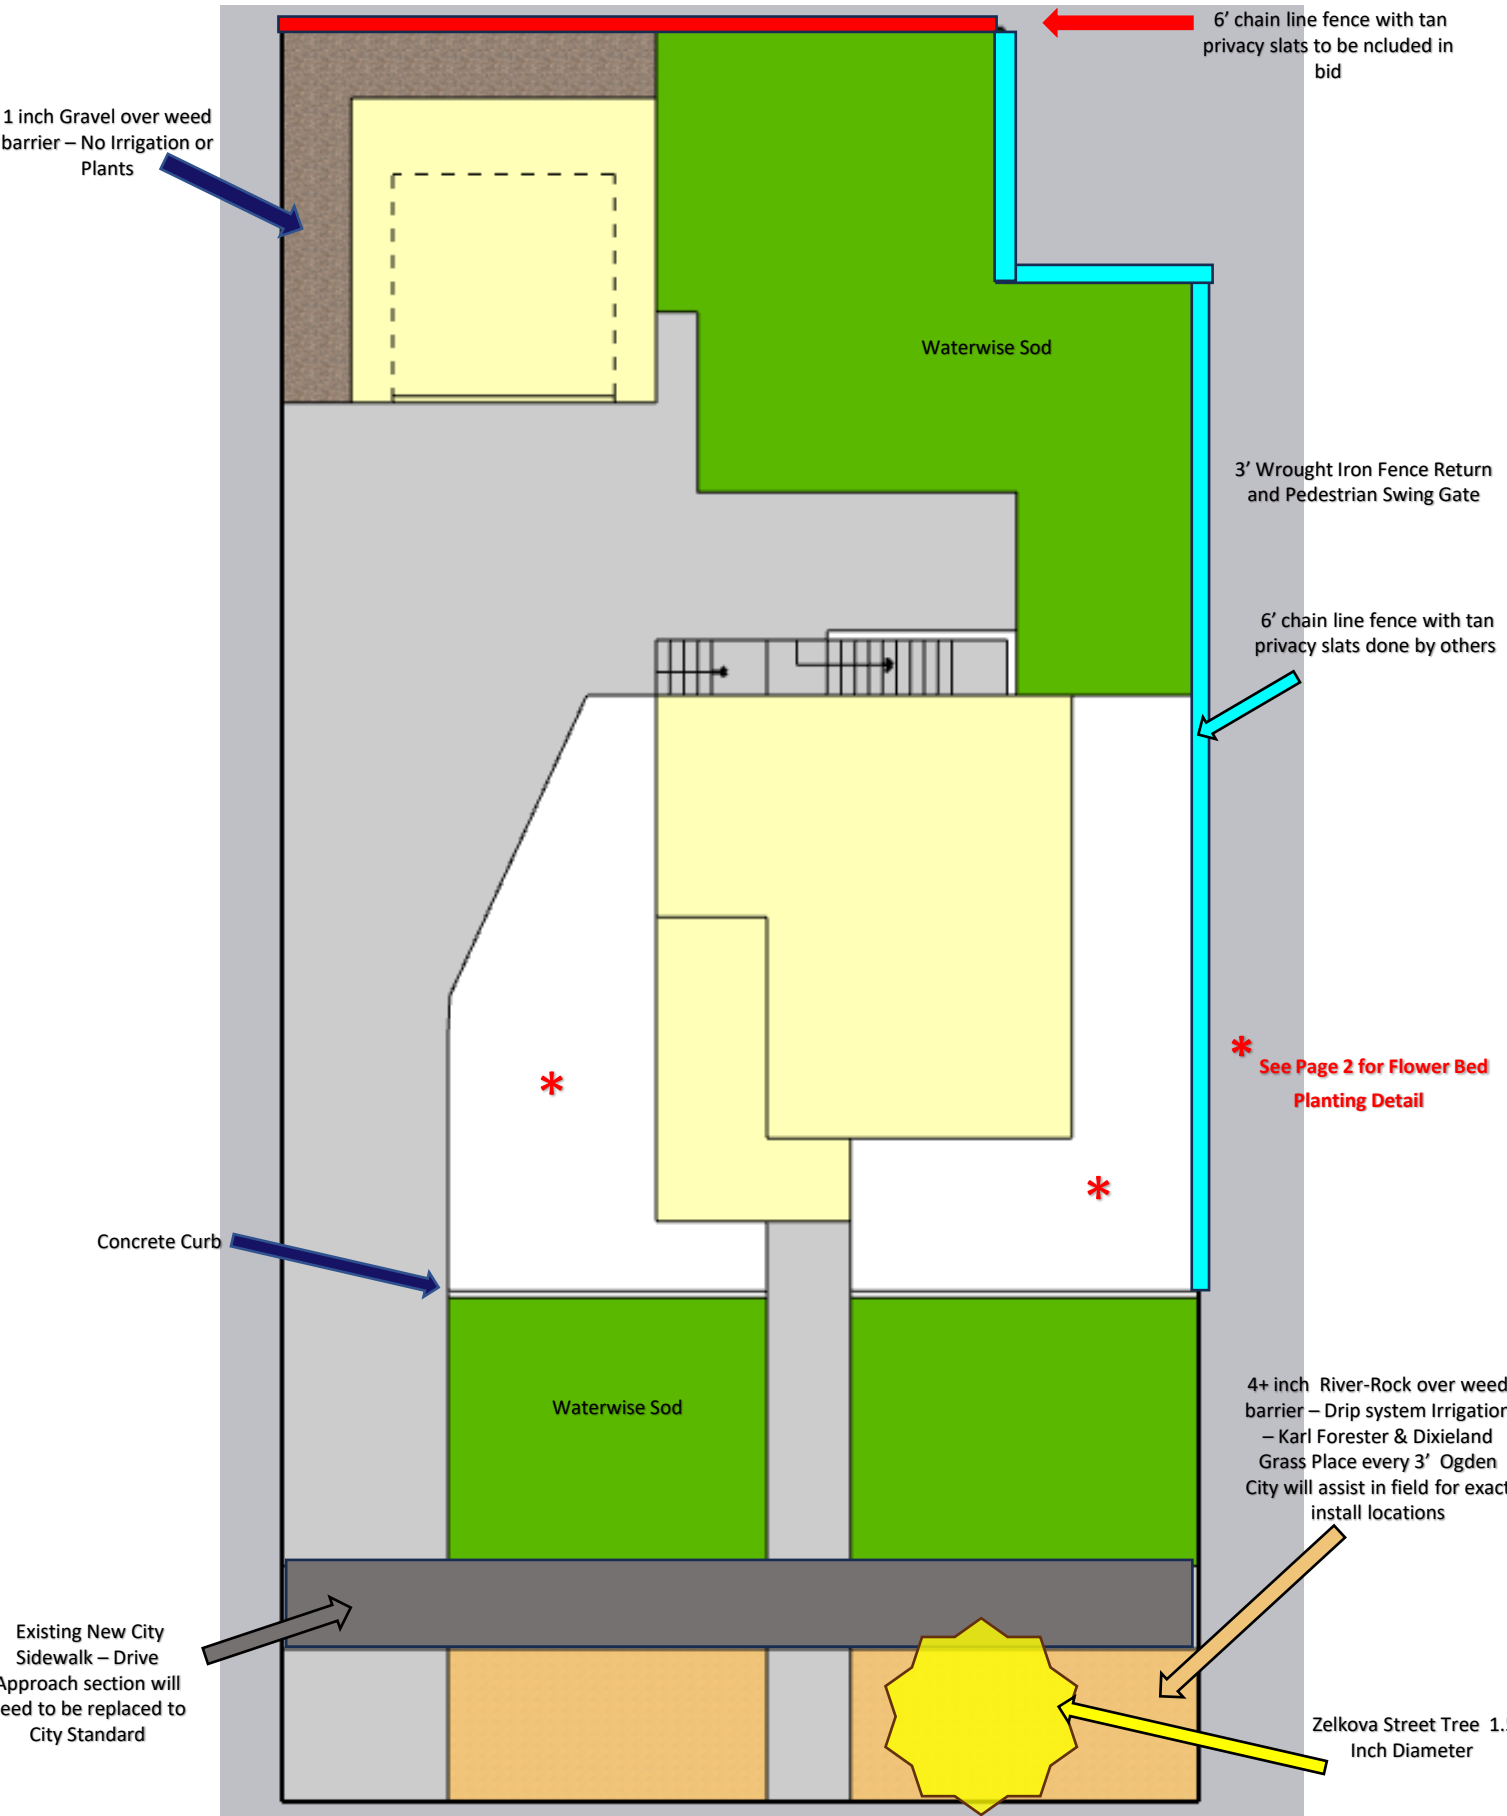 6’ chain line fence with tan
privacy slats to be ncluded in
bid
1 inch Gravel over weed
barrier – No Irrigation or
Plants
Waterwise Sod
3’ Wrought Iron Fence Return
and Pedestrian Swing Gate
6’ chain line fence with tan
privacy slats done by others
*
*
See Page 2 for Flower Bed
Planting Detail
*
Concrete Curb
4+ inch River-Rock over weed
barrier – Drip system Irrigation
– Karl Forester & Dixieland
Grass Place every 3’ Ogden
City will assist in field for exact
install locations
Waterwise Sod
Existing New City
Sidewalk – Drive
Approach section will
eed to be replaced to
City Standard
Zelkova Street Tree 1.5
Inch Diameter